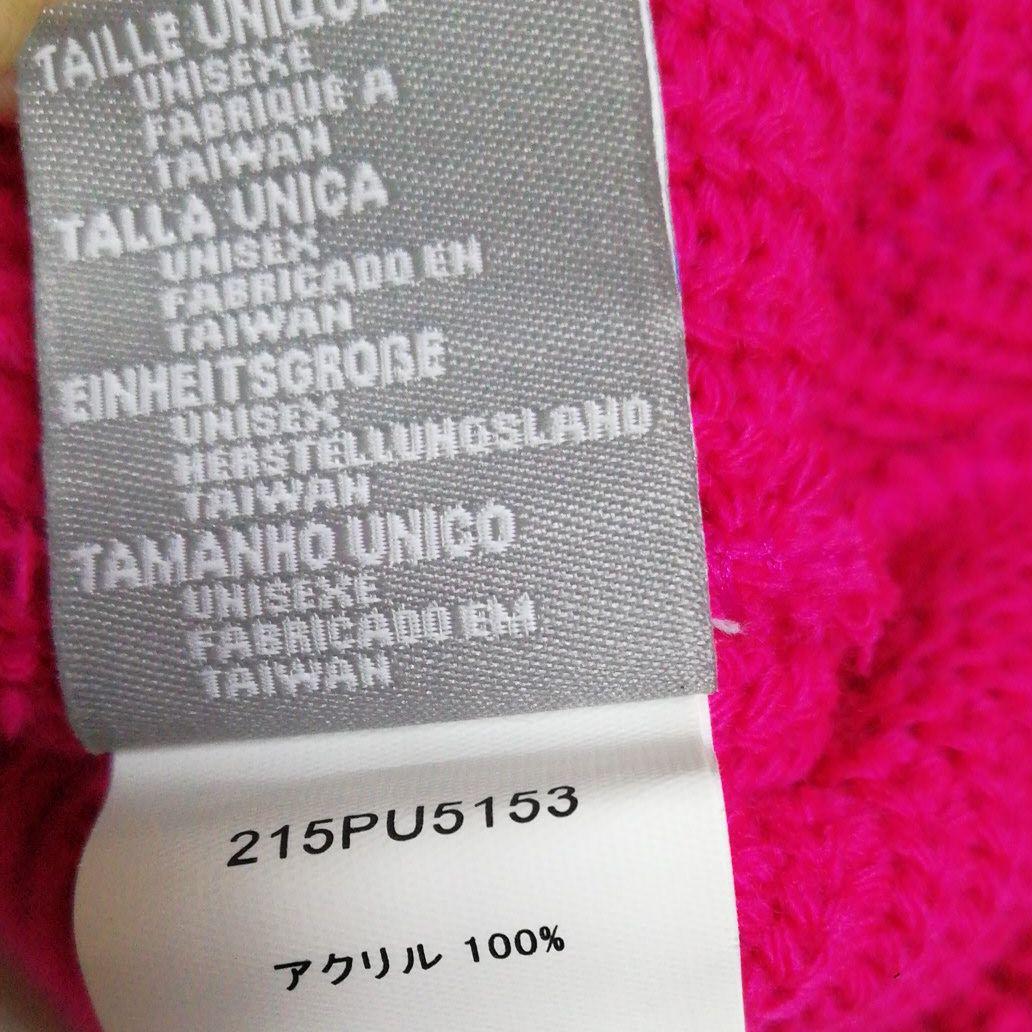 TAILLE UNIQUE
UNISEXE
FABRIQUE A
TAIWAN
TALLA UNICA
UNISEX
FABRICADO EN
TAIWAN
EINHEITSGROßE
UNISEX
HERSTELLUNGSLAND
TAIWAN
TAMANHO UNICO
UNISEXE
FABRICADO EM
TAIWAN
215PU5153
アクリル 100%